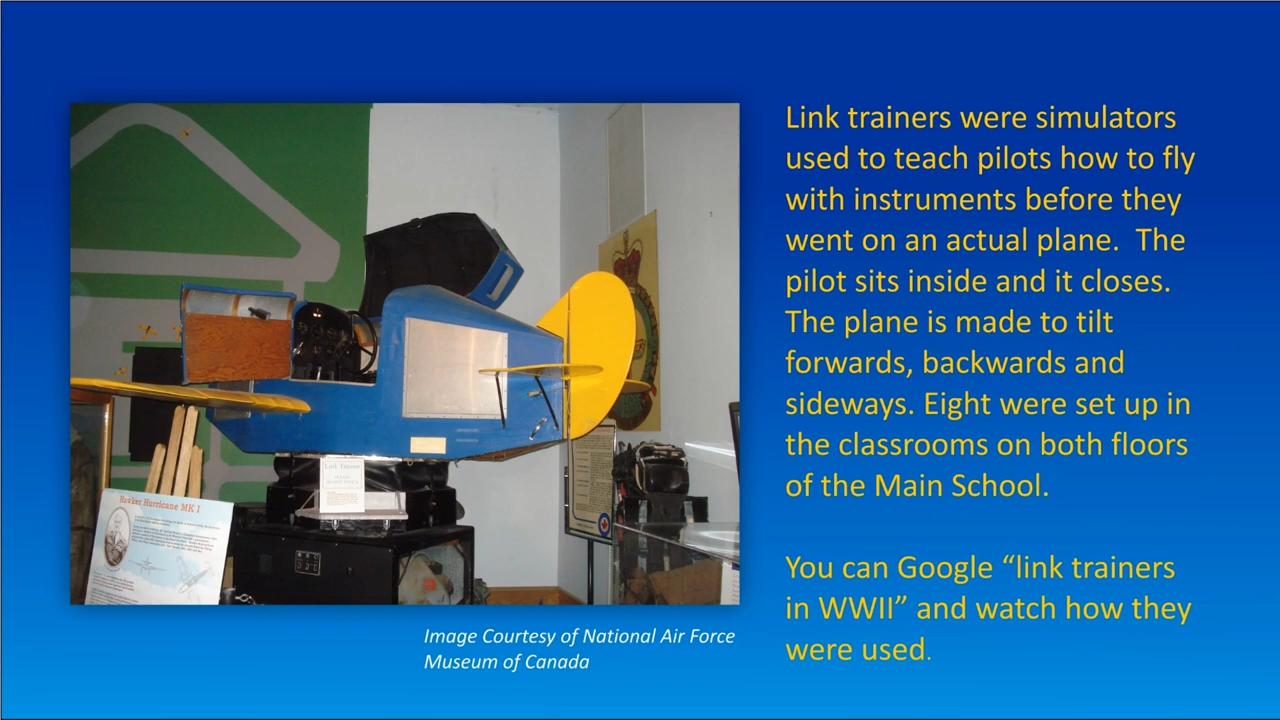 Link trainers were simulators
used to teach pilots how to fly
with instruments before they
went on an actual plane.  The
pilot sits inside and it closes.
The plane is made to tilt
forwards, backwards and
sideways. Eight were set up in
the classrooms on both floors
of the Main School.
You can Google “link trainers
in WWII” and watch how they
were used.
Link Trainer
Hawker Hurricane MK I
Image Courtesy of National Air Force
Museum of Canada